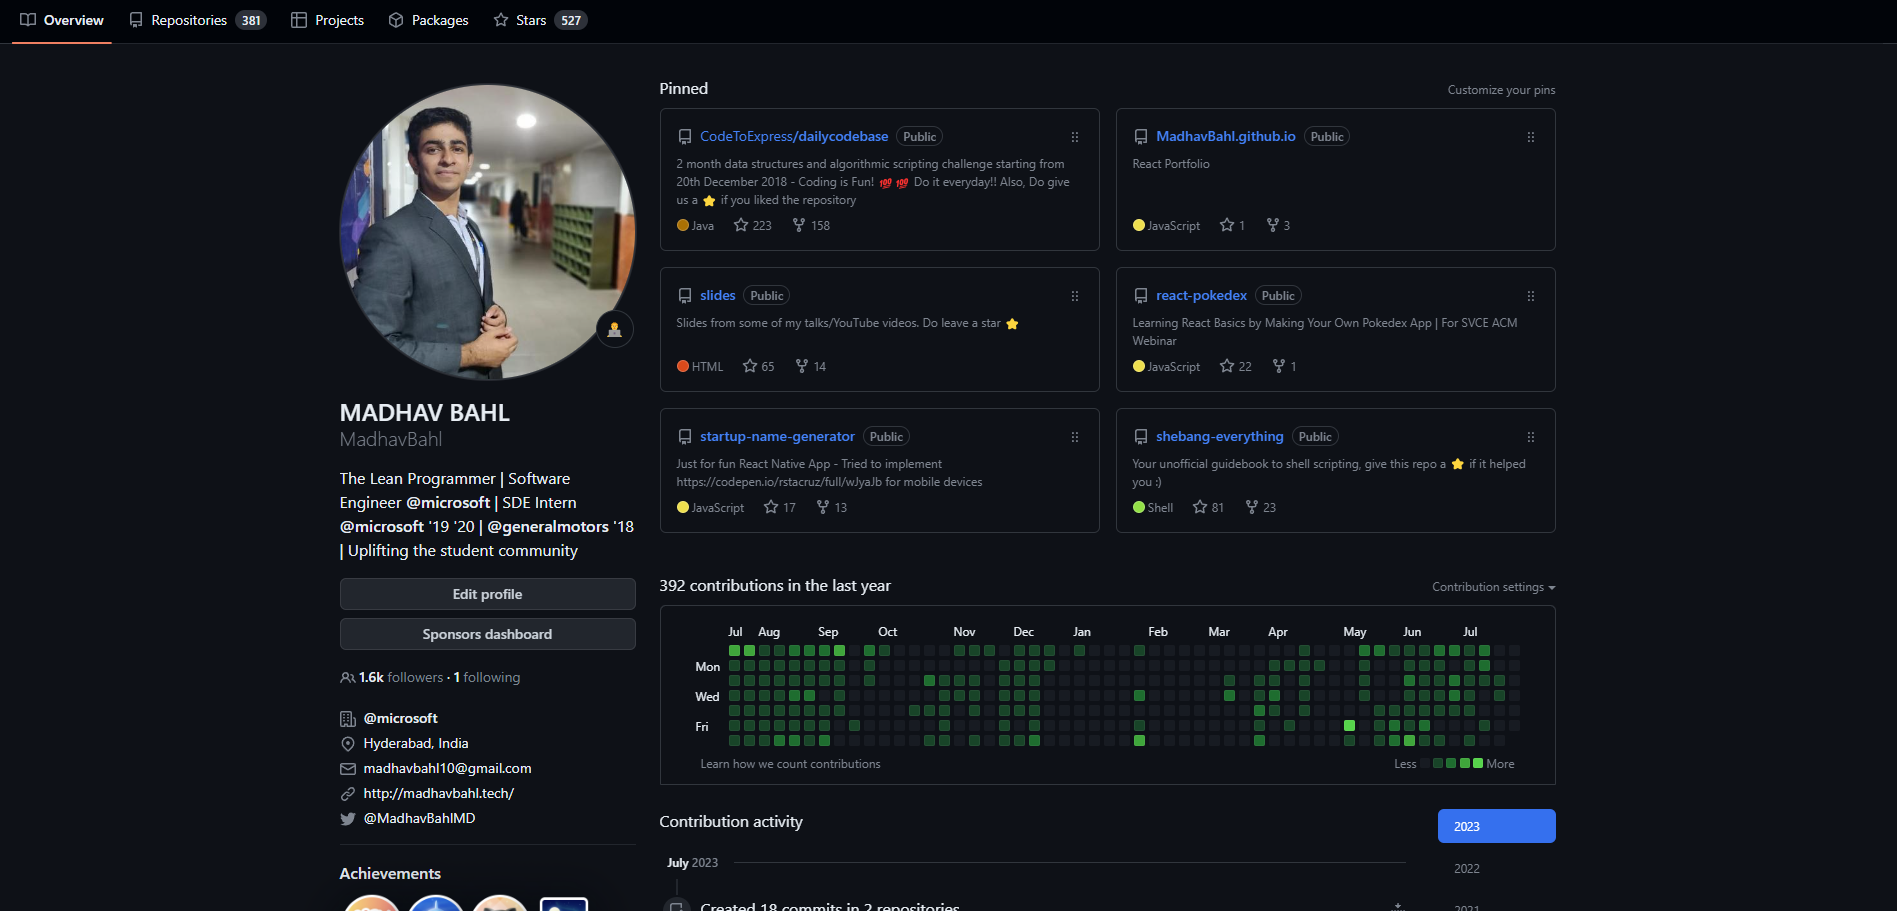 Overview Repositories 381 Projects Packages Stars 527
MADHAV BAHL
MadhavBahl
The Lean Programmer | Software
Engineer @microsoft | SDE Intern
@microsoft '19 '20 | @generalmotors '18
| Uplifting the student community
Edit profile
Sponsors dashboard
1.6k followers · 1 following
@microsoft
Hyderabad, India
madhavbahl10@gmail.com
http://madhavbahl.tech/
@MadhavBahlMD
Achievements
Pinned
Customize your pins
CodeToExpress/dailycodebase Public
2 month data structures and algorithmic scripting challenge starting from
20th December 2018 - Coding is Fun! 💯 💯 Do it everyday!! Also, Do give
us a ⭐ if you liked the repository
Java 223 158
MadhavBahl.github.io Public
React Portfolio
JavaScript 1 3
slides Public
Slides from some of my talks/YouTube videos. Do leave a star ⭐
HTML 65 14
react-pokedex Public
Learning React Basics by Making Your Own Pokedex App | For SVCE ACM
Webinar
JavaScript 22 1
startup-name-generator Public
Just for fun React Native App - Tried to implement
https://codepen.io/rstacruz/full/wJyaJb for mobile devices
JavaScript 17 13
shebang-everything Public
Your unofficial guidebook to shell scripting, give this repo a ⭐ if it helped
you :)
Shell 81 23
392 contributions in the last year
Contribution settings
Jul Aug Sep Oct Nov Dec Jan Feb Mar Apr May Jun Jul
Mon
Wed
Fri
Learn how we count contributions
Less More
Contribution activity
2023
2022
2021
July 2023
Created 18 commits in 2 repositories